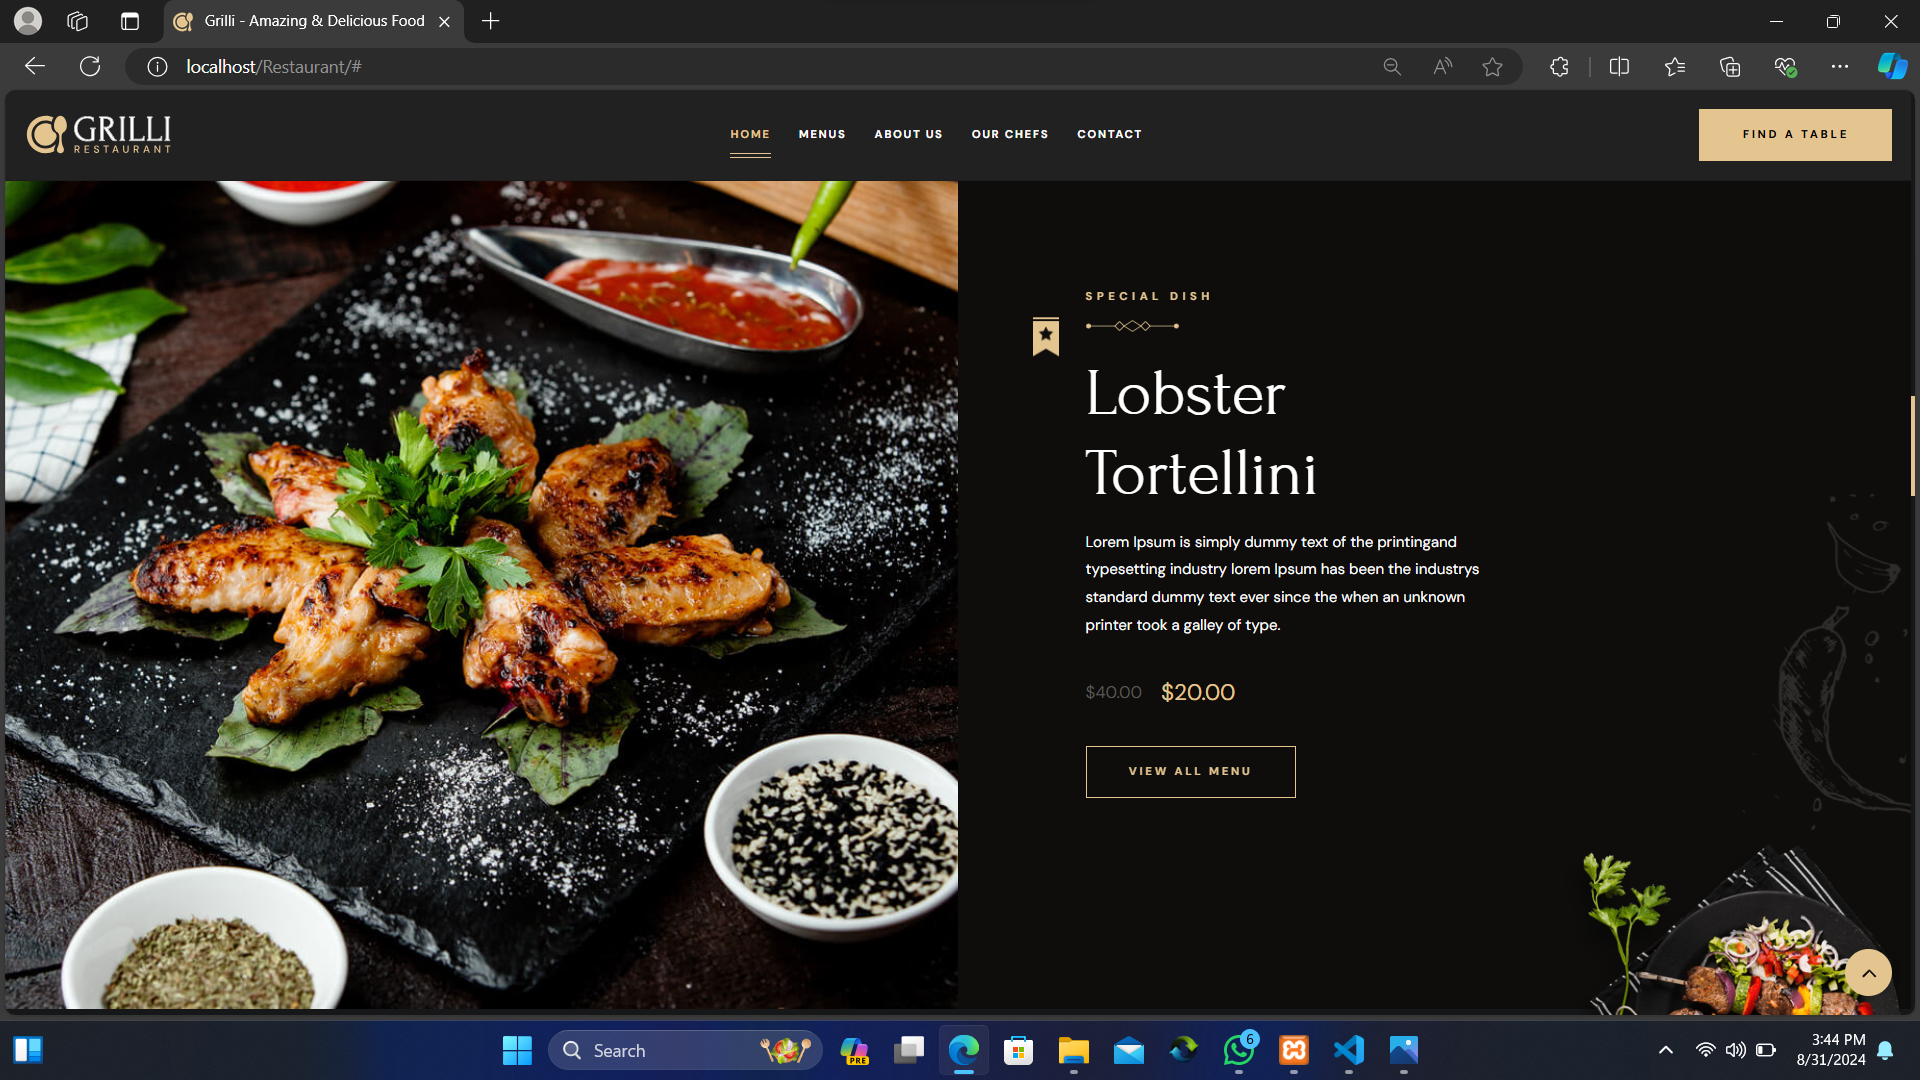 Grilli - Amazing & Delicious Food
localhost/Restaurant/#
GRILLI
RESTAURANT
HOME MENUS ABOUT US OUR CHEFS CONTACT
FIND A TABLE
SPECIAL DISH
Lobster
Tortellini
Lorem Ipsum is simply dummy text of the printingand
typesetting industry lorem Ipsum has been the industrys
standard dummy text ever since the when an unknown
printer took a galley of type.
$40.00 $20.00
VIEW ALL MENU
Search
PRE
6
3:44 PM
8/31/2024